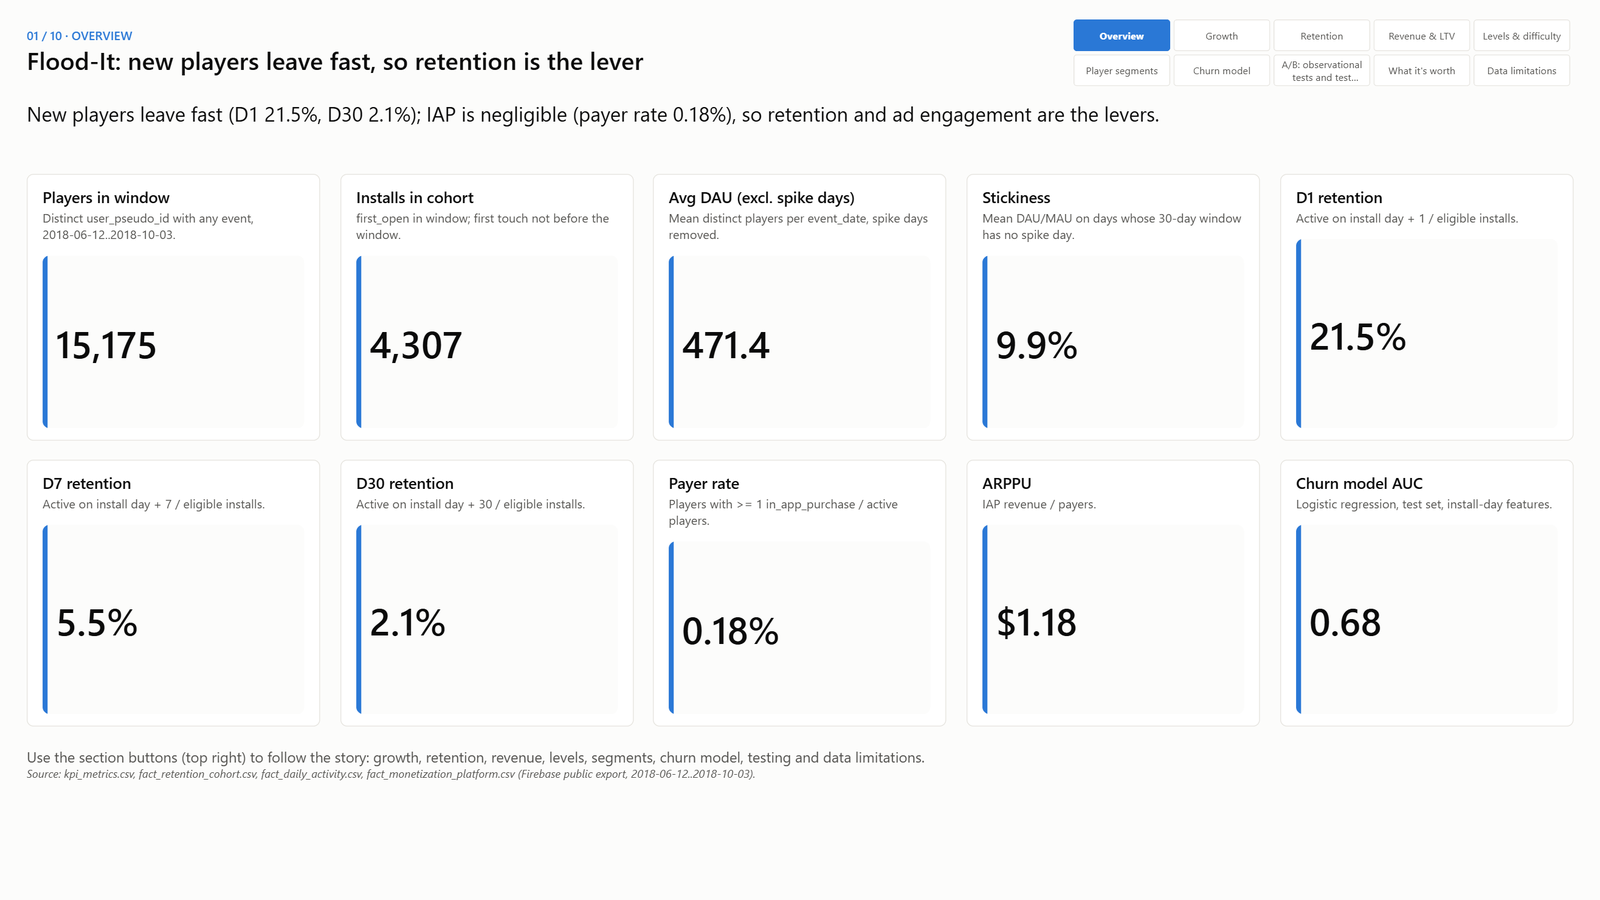 01 / 10 · OVERVIEW
Flood-It: new players leave fast, so retention is the lever
Overview
Growth
Retention
Revenue & LTV
Levels & difficulty
Player segments
Churn model
A/B: observational
tests and test...
What it's worth
Data limitations
New players leave fast (D1 21.5%, D30 2.1%); IAP is negligible (payer rate 0.18%), so retention and ad engagement are the levers.
Players in window
Distinct user_pseudo_id with any event,
2018-06-12..2018-10-03.
15,175
Installs in cohort
first_open in window; first touch not before the
window.
4,307
Avg DAU (excl. spike days)
Mean distinct players per event_date, spike days
removed.
471.4
Stickiness
Mean DAU/MAU on days whose 30-day window
has no spike day.
9.9%
D1 retention
Active on install day + 1 / eligible installs.
21.5%
D7 retention
Active on install day + 7 / eligible installs.
5.5%
D30 retention
Active on install day + 30 / eligible installs.
2.1%
Payer rate
Players with >= 1 in_app_purchase / active
players.
0.18%
ARPPU
IAP revenue / payers.
$1.18
Churn model AUC
Logistic regression, test set, install-day features.
0.68
Use the section buttons (top right) to follow the story: growth, retention, revenue, levels, segments, churn model, testing and data limitations.
Source: kpi_metrics.csv, fact_retention_cohort.csv, fact_daily_activity.csv, fact_monetization_platform.csv (Firebase public export, 2018-06-12..2018-10-03).